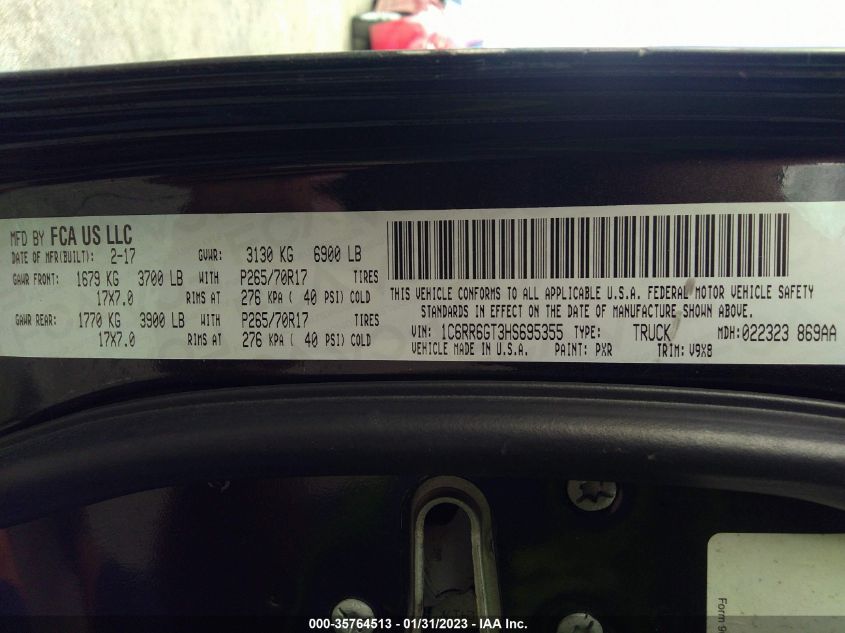 MFD BY FCA US LLC
DATE OF MFR(BUILT): 2-17 GVWR: 3130 KG 6900 LB
GAWR FRONT: 1679 KG 3700 LB WITH P265/70R17 TIRES
17X7.0 RIMS AT 276 KPA ( 40 PSI) COLD
GAWR REAR: 1770 KG 3900 LB WITH P265/70R17 TIRES
17X7.0 RIMS AT 276 KPA ( 40 PSI) COLD
THIS VEHICLE CONFORMS TO ALL APPLICABLE U.S.A. FEDERAL MOTOR VEHICLE SAFETY
STANDARDS IN EFFECT ON THE DATE OF MANUFACTURE SHOWN ABOVE.
VIN: 1C6RR6GT3HS695355 TYPE: TRUCK MDH: 022323 869AA
VEHICLE MADE IN U.S.A. PAINT: PXR TRIM: V9X8
Form
000-35764513 - 01/31/2023 - IAA Inc.